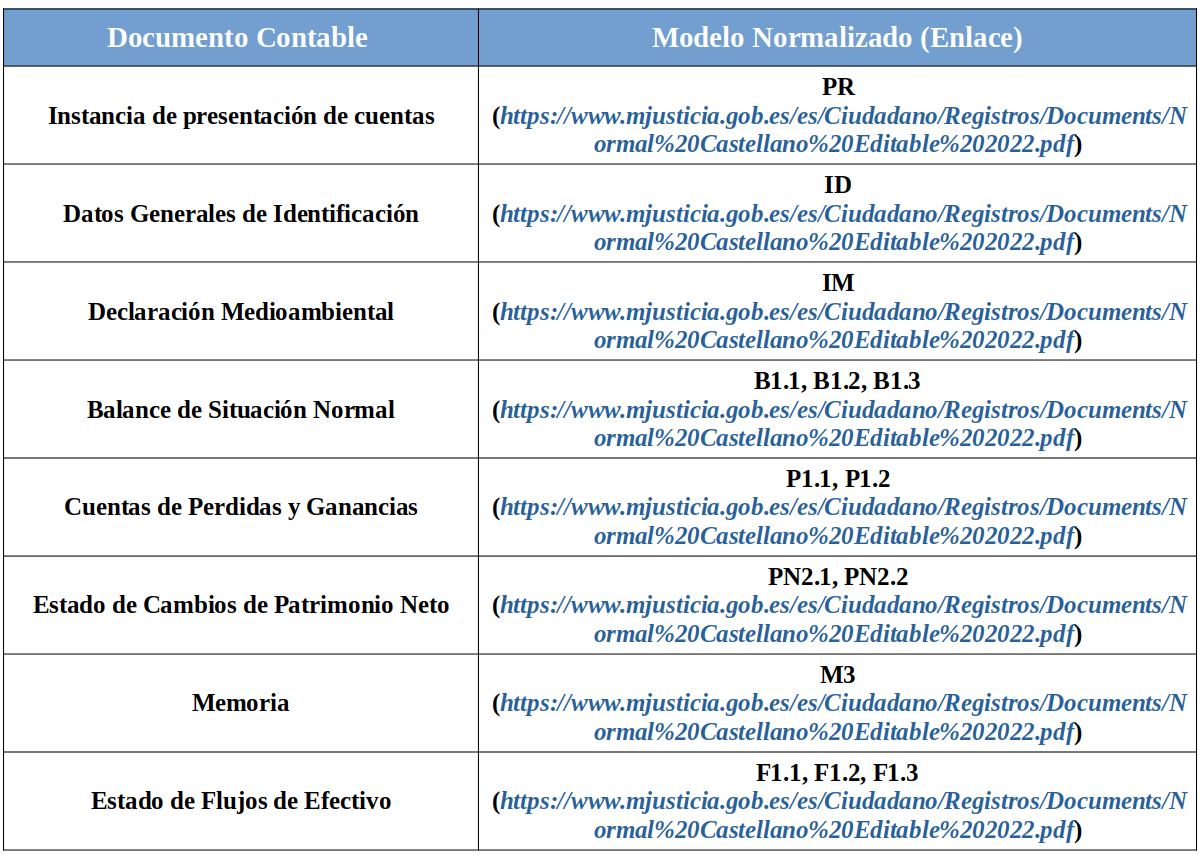 Documento Contable
Modelo Normalizado (Enlace)
Instancia de presentación de cuentas
PR
(https://www.mjusticia.gob.es/es/Ciudadano/Registros/Documents/N
ormal%20Castellano%20Editable%202022.pdf)
Datos Generales de Identificación
ID
(https://www.mjusticia.gob.es/es/Ciudadano/Registros/Documents/N
ormal%20Castellano%20Editable%202022.pdf)
Declaración Medioambiental
IM
(https://www.mjusticia.gob.es/es/Ciudadano/Registros/Documents/N
ormal%20Castellano%20Editable%202022.pdf)
Balance de Situación Normal
B1.1, B1.2, B1.3
(https://www.mjusticia.gob.es/es/Ciudadano/Registros/Documents/N
ormal%20Castellano%20Editable%202022.pdf)
Cuentas de Perdidas y Ganancias
P1.1, P1.2
(https://www.mjusticia.gob.es/es/Ciudadano/Registros/Documents/N
ormal%20Castellano%20Editable%202022.pdf)
Estado de Cambios de Patrimonio Neto
PN2.1, PN2.2
(https://www.mjusticia.gob.es/es/Ciudadano/Registros/Documents/N
ormal%20Castellano%20Editable%202022.pdf)
Memoria
M3
(https://www.mjusticia.gob.es/es/Ciudadano/Registros/Documents/N
ormal%20Castellano%20Editable%202022.pdf)
Estado de Flujos de Efectivo
F1.1, F1.2, F1.3
(https://www.mjusticia.gob.es/es/Ciudadano/Registros/Documents/N
ormal%20Castellano%20Editable%202022.pdf)